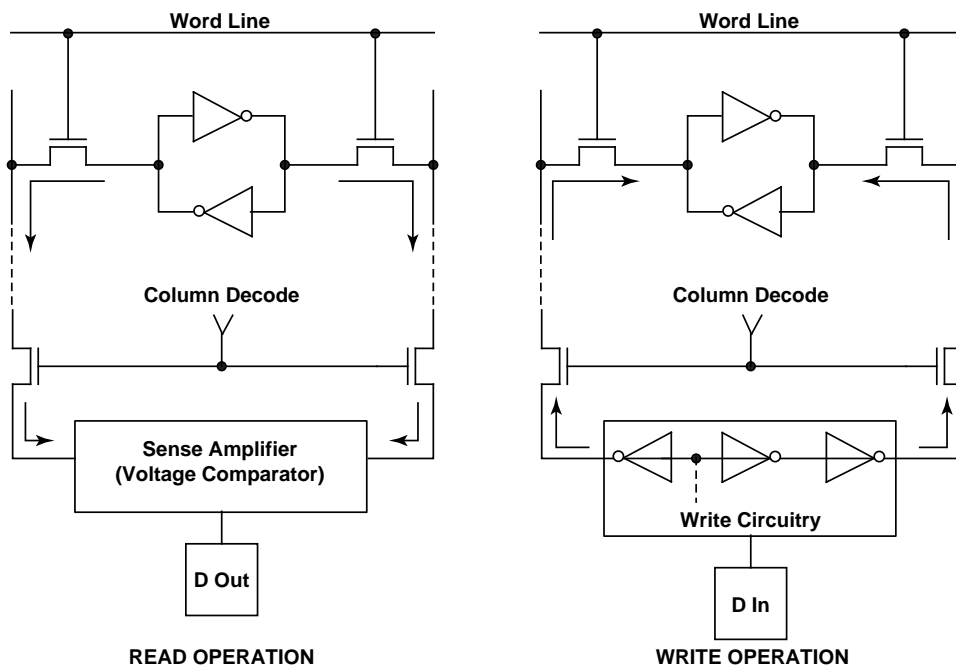 Word Line
Column Decode
Sense Amplifier
(Voltage Comparator)
D Out
READ OPERATION
Word Line
Column Decode
Write Circuitry
D In
WRITE OPERATION